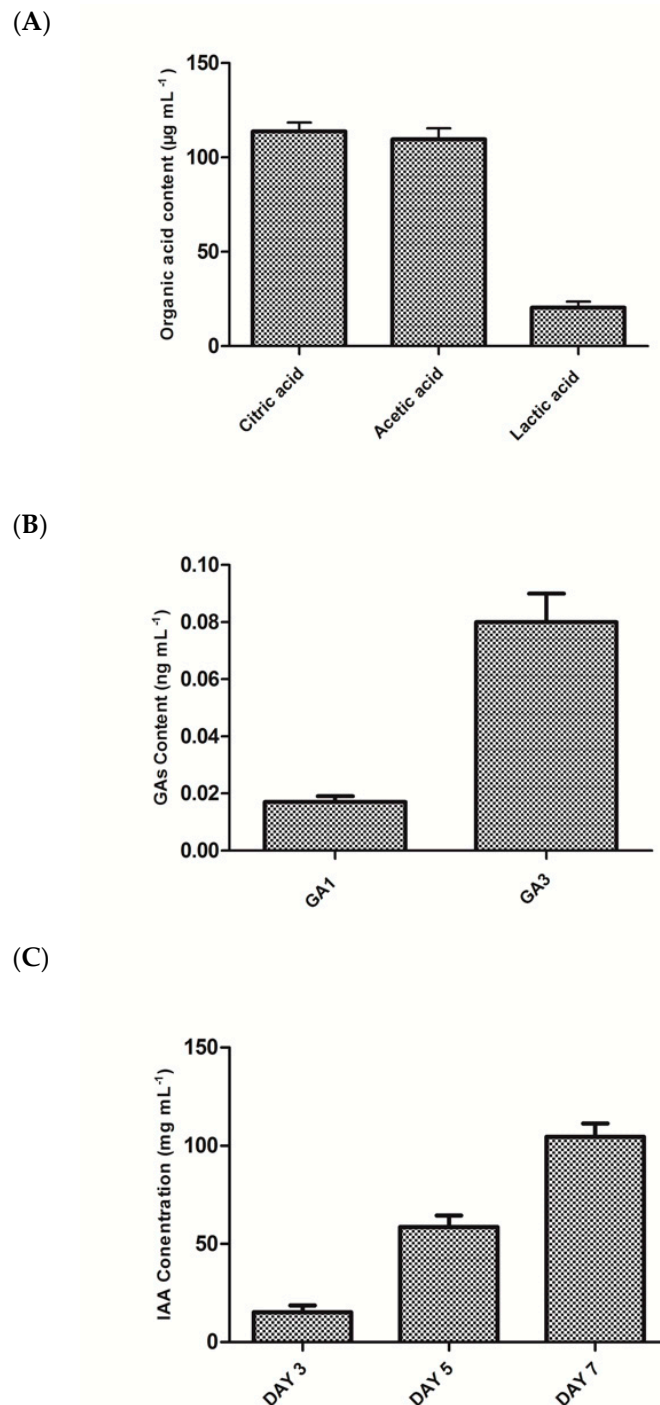 (A)
Organic acid content (µg mL⁻¹)
150
100
50
0
Citric acid
Acetic acid
Lactic acid
(B)
GAs Content (ng mL⁻¹)
0.10
0.08
0.06
0.04
0.02
0.00
GA1
GA3
(C)
IAA Conentration (mg mL⁻¹)
150
100
50
0
DAY 3
DAY 5
DAY 7